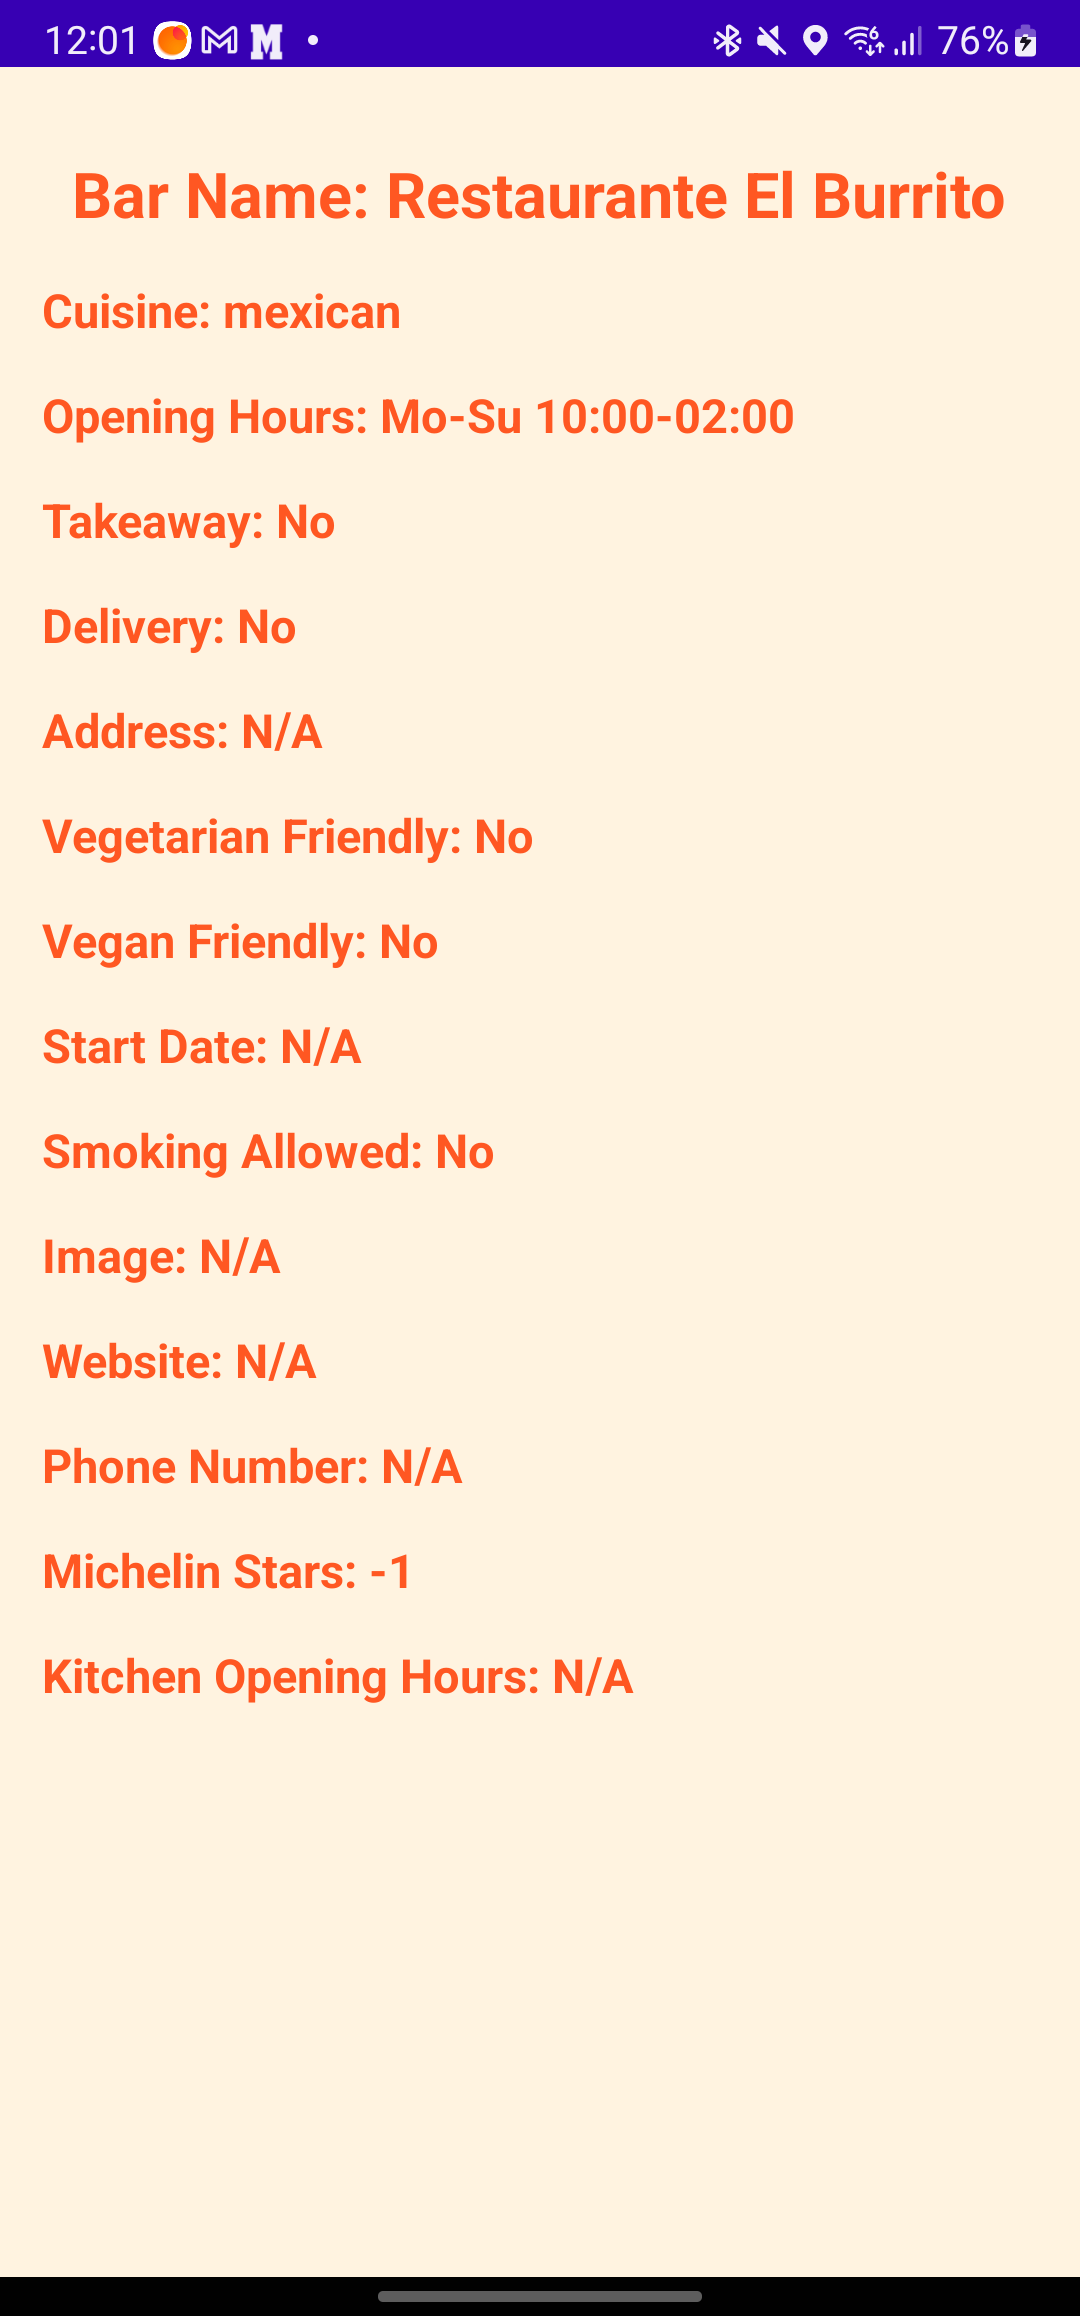 12:01 76%
Bar Name: Restaurante El Burrito
Cuisine: mexican
Opening Hours: Mo-Su 10:00-02:00
Takeaway: No
Delivery: No
Address: N/A
Vegetarian Friendly: No
Vegan Friendly: No
Start Date: N/A
Smoking Allowed: No
Image: N/A
Website: N/A
Phone Number: N/A
Michelin Stars: -1
Kitchen Opening Hours: N/A